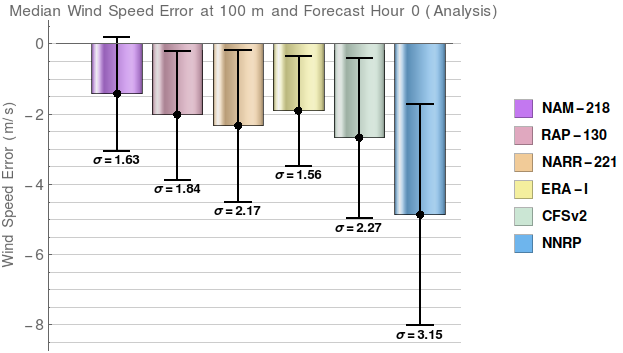 Median Wind Speed Error at 100 m and Forecast Hour 0 (Analysis)
Wind Speed Error (m/s)
0
−2
−4
−6
−8
σ=1.63
σ=1.84
σ=2.17
σ=1.56
σ=2.27
σ=3.15
NAM−218
RAP−130
NARR−221
ERA−I
CFSv2
NNRP